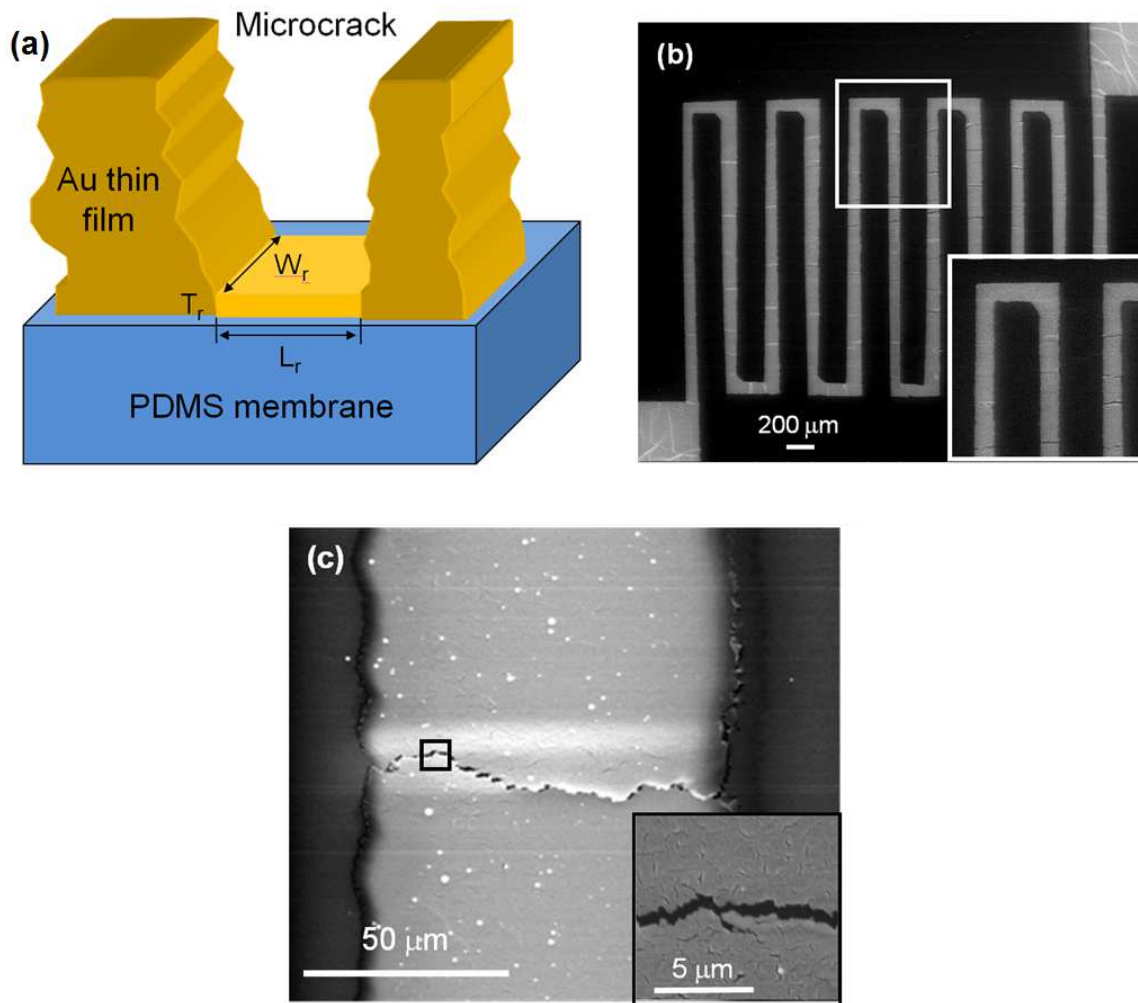 (a)
Microcrack
Au thin
film
W_r
T_r
L_r
PDMS membrane
(b)
200 μm
(c)
50 μm
5 μm